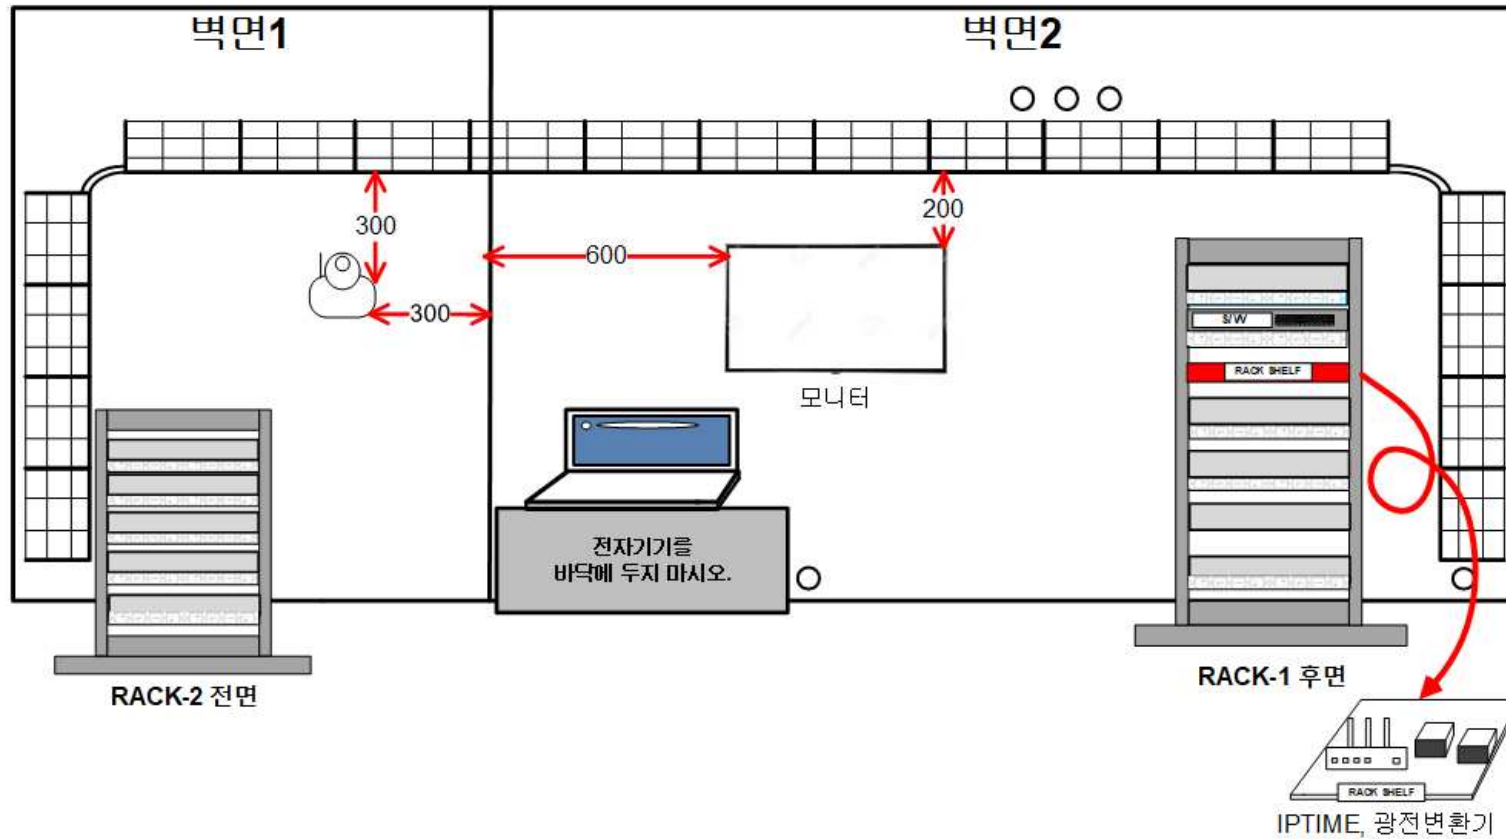 벽면1
벽면2
300
200
600
300
S/W
RACK SHELF
모니터
전자기기를
바닥에 두지 마시오.
RACK-2 전면
RACK-1 후면
RACK SHELF
IPTIME, 광전변환기